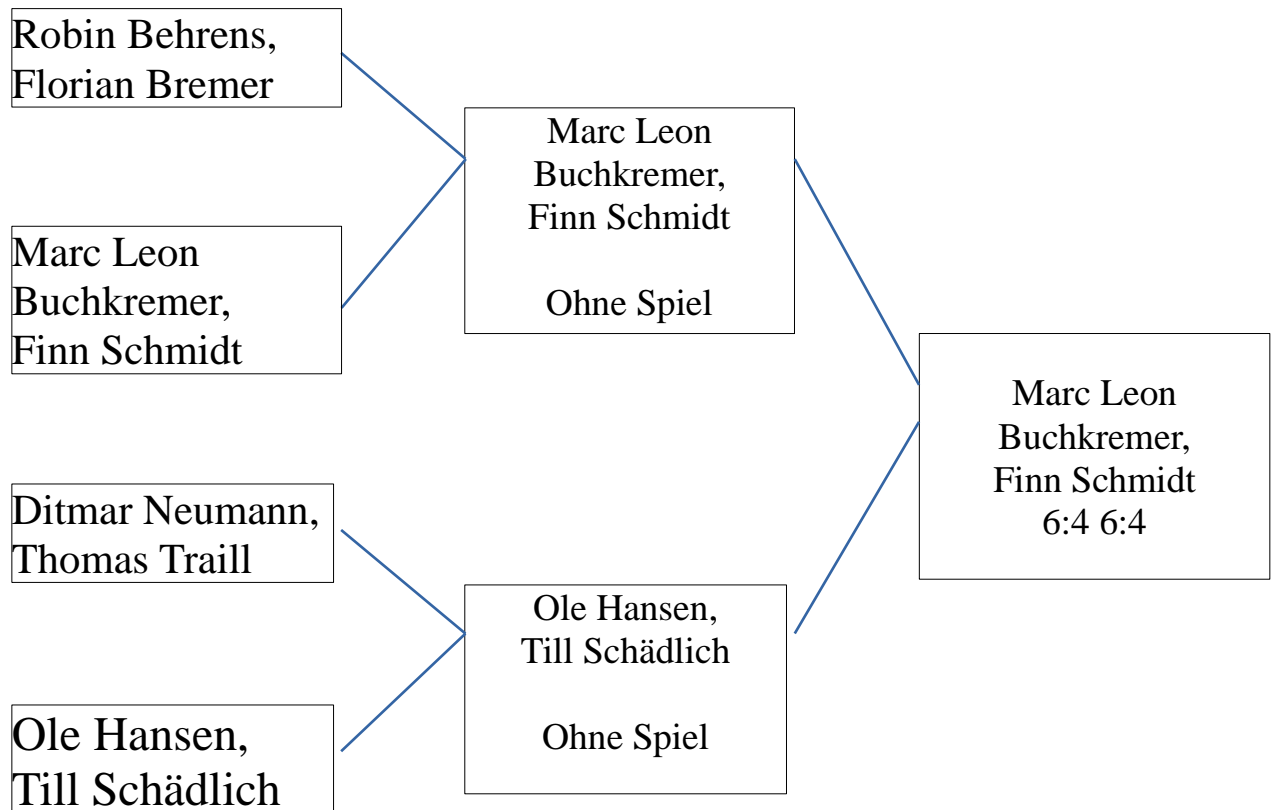 Robin Behrens,
Florian Bremer
Marc Leon
Buchkremer,
Finn Schmidt
Ditmar Neumann,
Thomas Traill
Ole Hansen,
Till Schädlich
Marc Leon
Buchkremer,
Finn Schmidt
Ohne Spiel
Ole Hansen,
Till Schädlich
Ohne Spiel
Marc Leon
Buchkremer,
Finn Schmidt
6:4 6:4